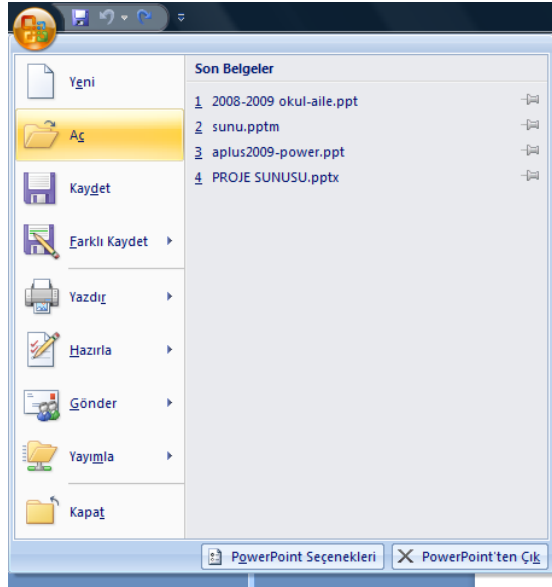 Yeni
Aç
Kaydet
Farklı Kaydet
Yazdır
Hazırla
Gönder
Yayımla
Kapat
Son Belgeler
1 2008-2009 okul-aile.ppt
2 sunu.pptm
3 aplus2009-power.ppt
4 PROJE SUNUSU.pptx
PowerPoint Seçenekleri
PowerPoint'ten Çık